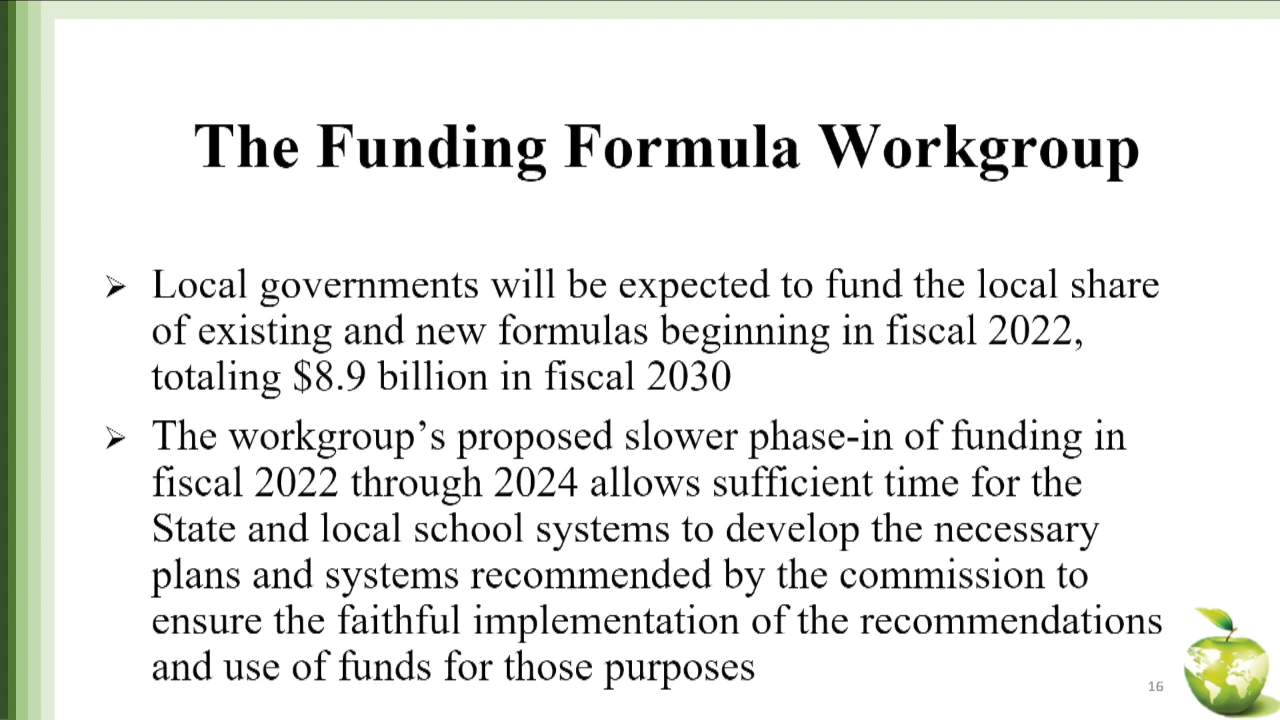 The Funding Formula Workgroup
➢ Local governments will be expected to fund the local share
of existing and new formulas beginning in fiscal 2022,
totaling $8.9 billion in fiscal 2030
➢ The workgroup’s proposed slower phase-in of funding in
fiscal 2022 through 2024 allows sufficient time for the
State and local school systems to develop the necessary
plans and systems recommended by the commission to
ensure the faithful implementation of the recommendations
and use of funds for those purposes
16